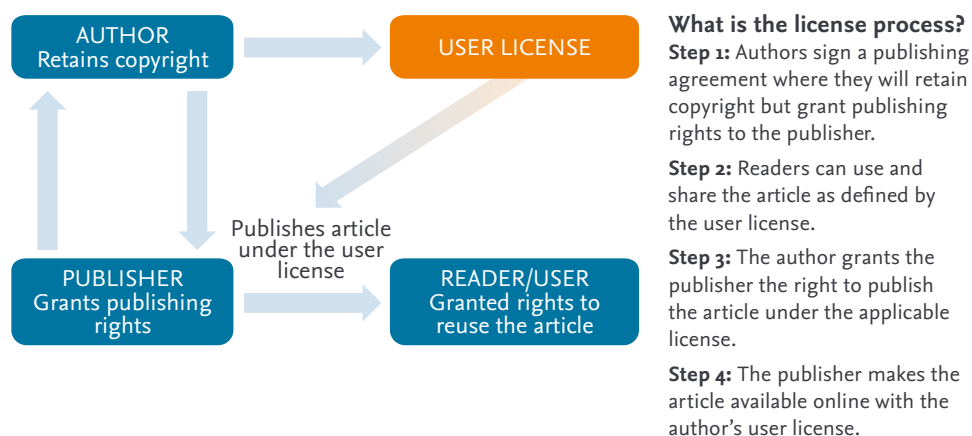 AUTHOR
Retains copyright
USER LICENSE
Publishes article
under the user
license
PUBLISHER
Grants publishing
rights
READER/USER
Granted rights to
reuse the article
What is the license process?
Step 1: Authors sign a publishing
agreement where they will retain
copyright but grant publishing
rights to the publisher.
Step 2: Readers can use and
share the article as defined by
the user license.
Step 3: The author grants the
publisher the right to publish
the article under the applicable
license.
Step 4: The publisher makes the
article available online with the
author's user license.